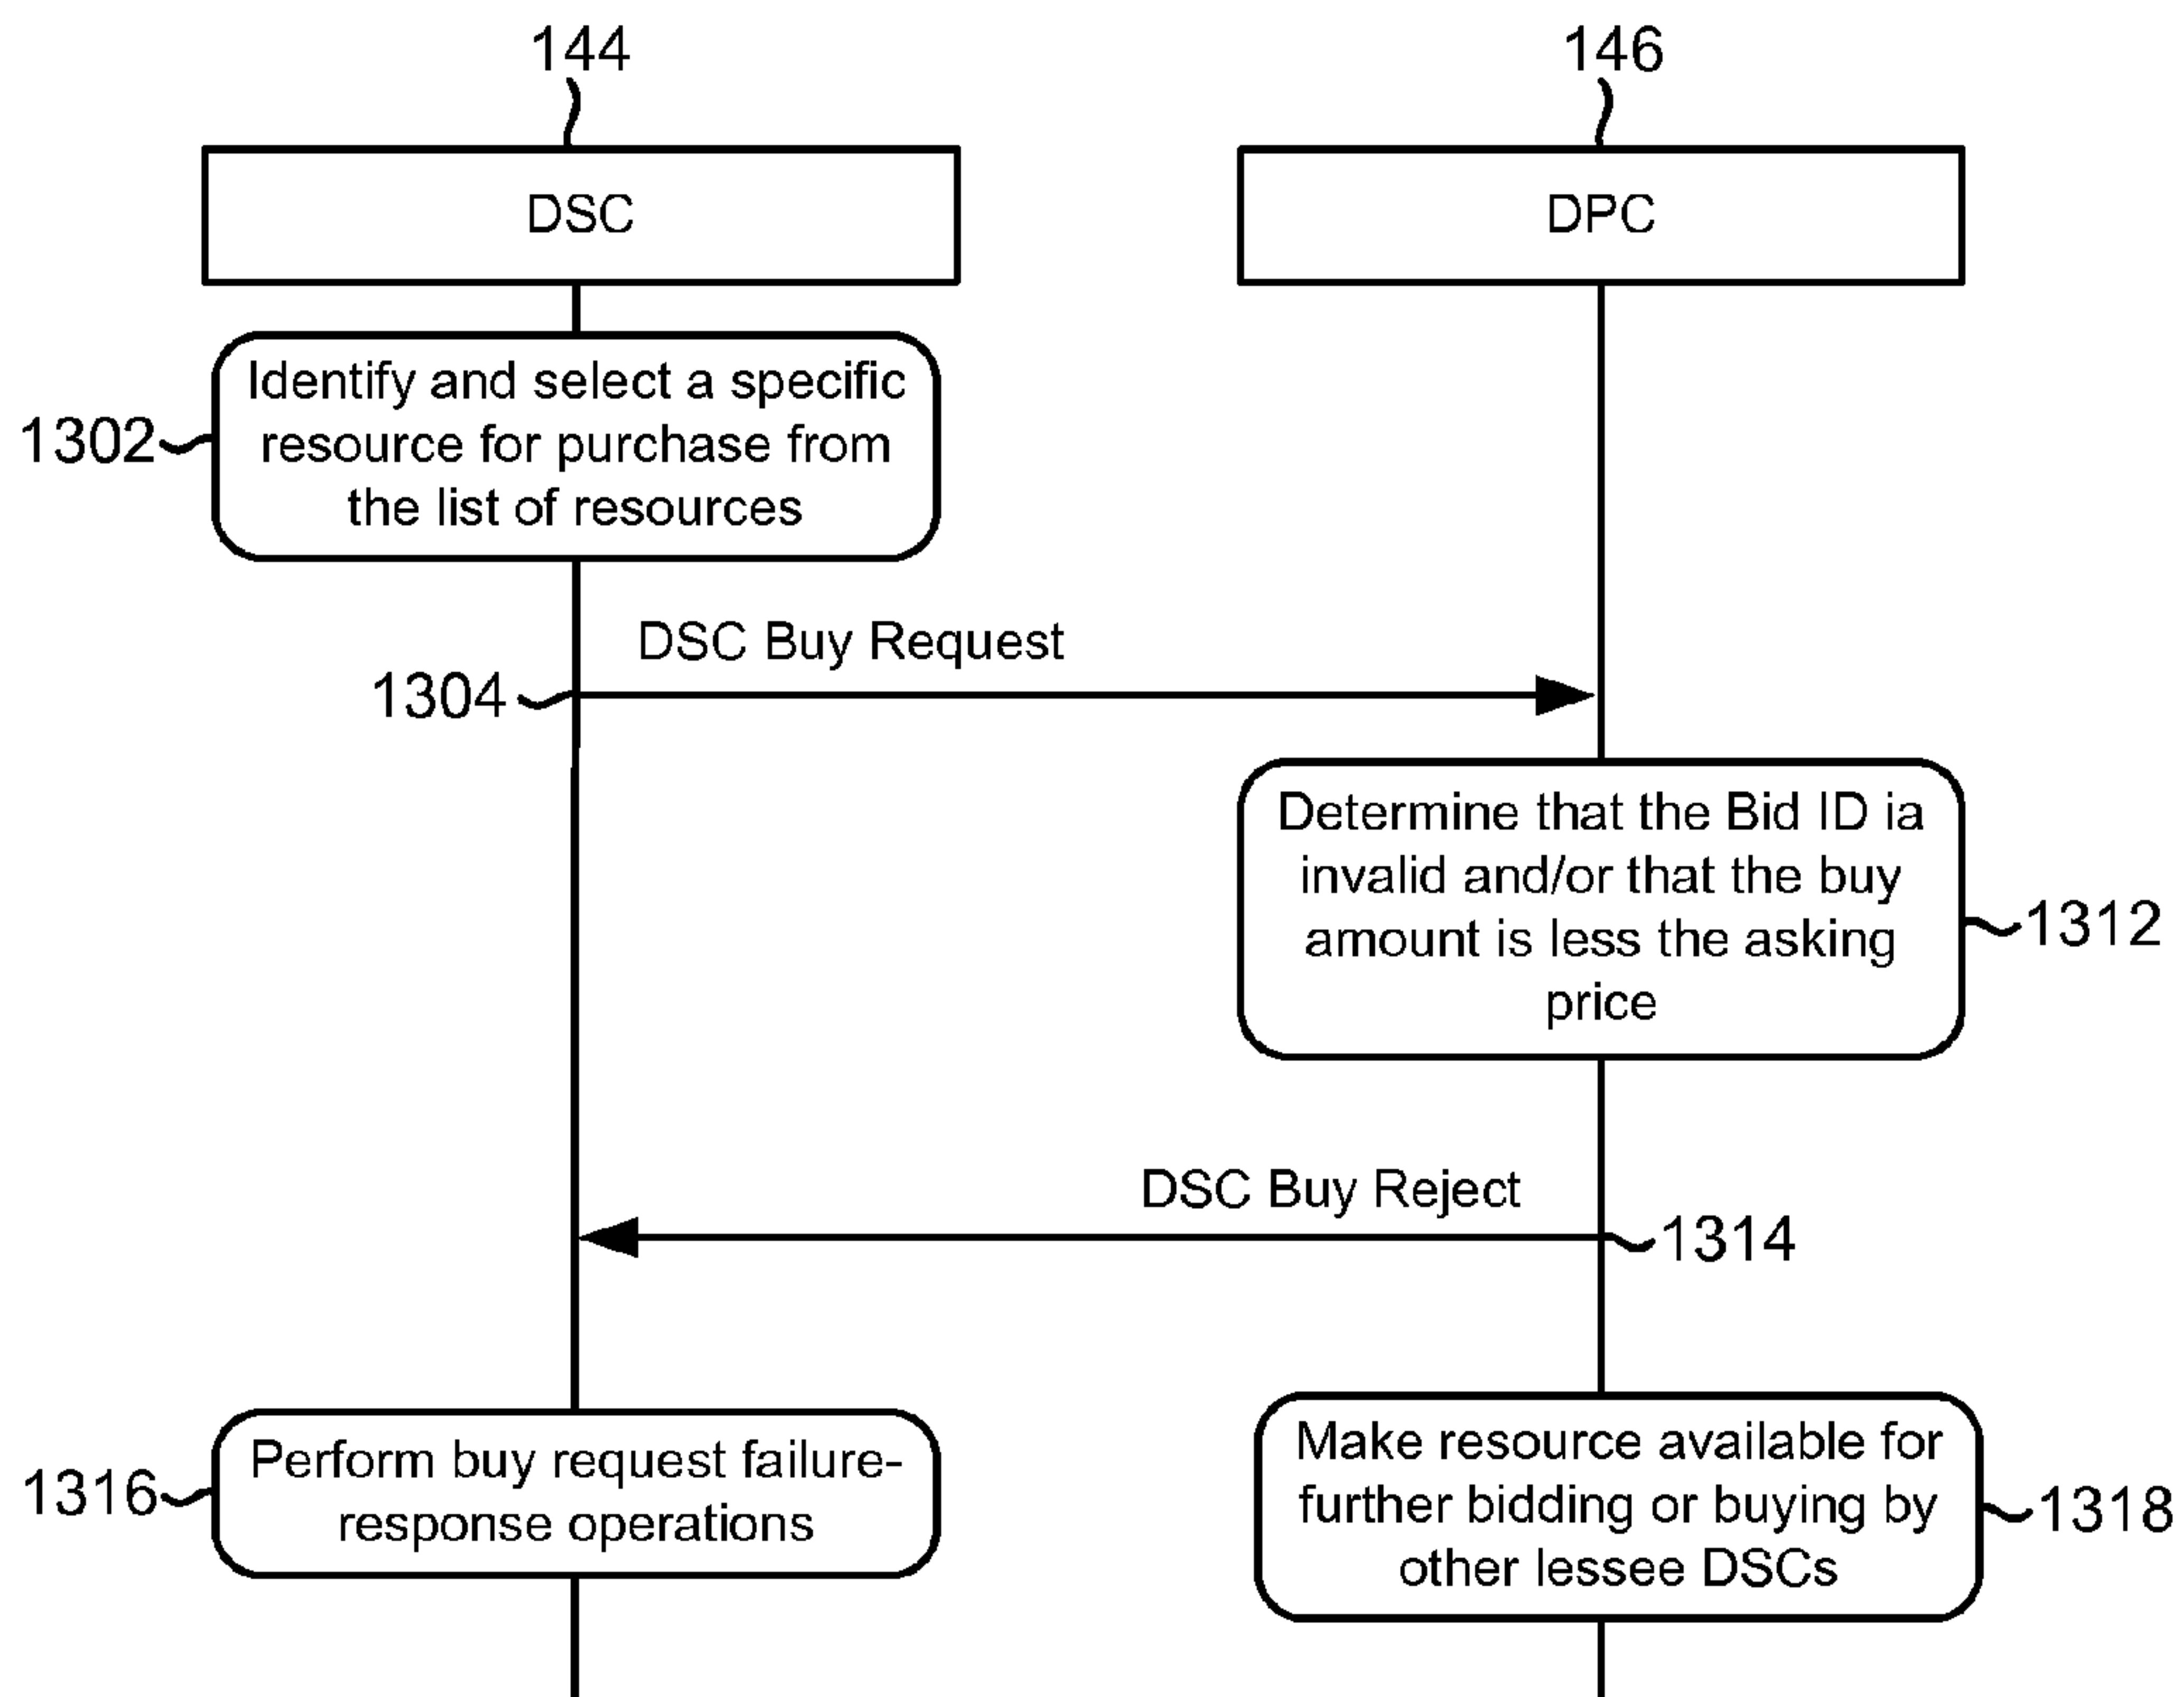 144
146
DSC
DPC
Identify and select a specific
1302
resource for purchase from
the list of resources
DSC Buy Request
1304
Determine that the Bid ID ia
invalid and/or that the buy
1312
amount is less the asking
price
DSC Buy Reject
1314
Perform buy request failure-
1316
response operations
Make resource available for
further bidding or buying by
1318
other lessee DSCs